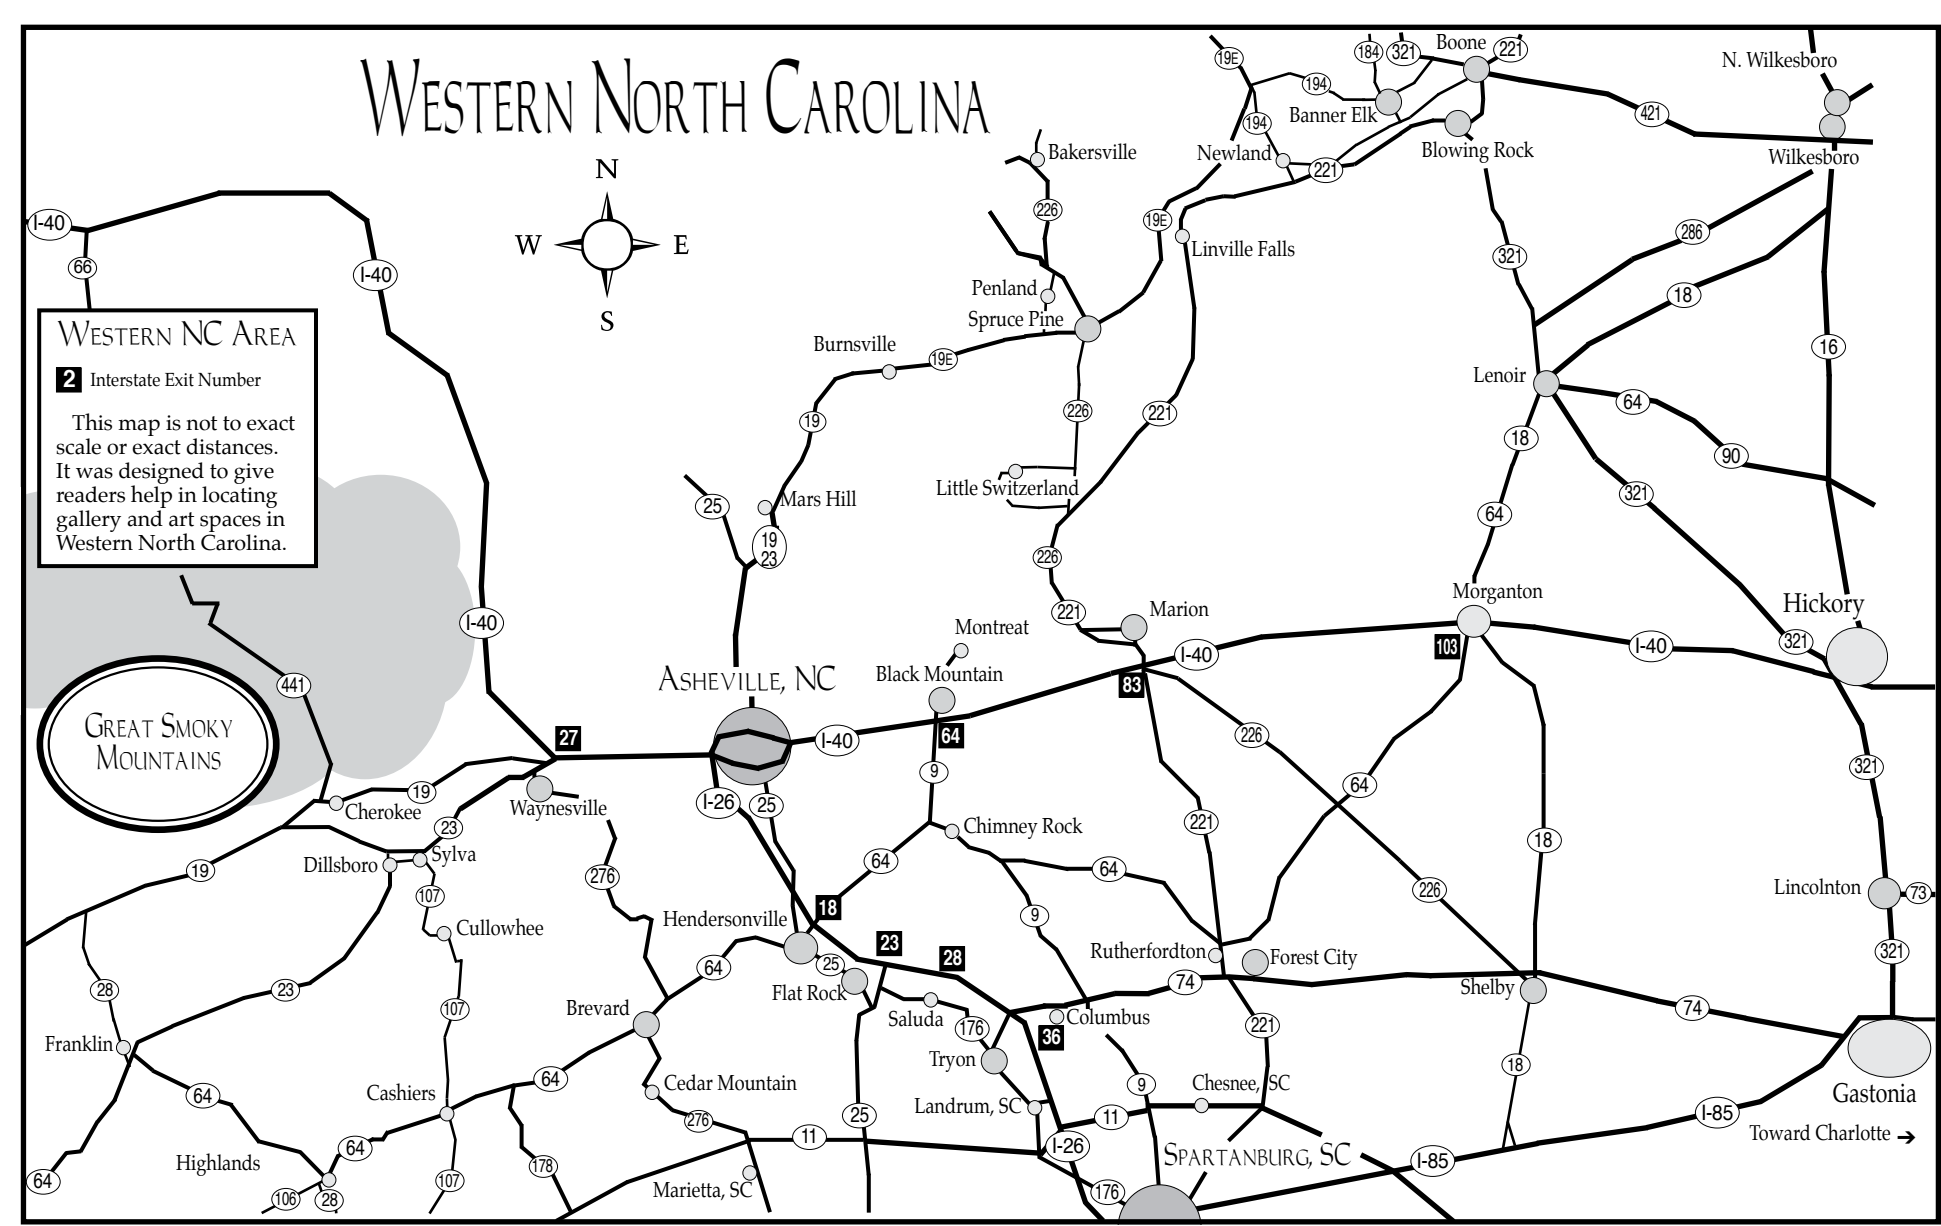 WESTERN NORTH CAROLINA
N
W
E
S
WESTERN NC AREA
2 Interstate Exit Number
This map is not to exact
scale or exact distances.
It was designed to give
readers help in locating
gallery and art spaces in
Western North Carolina.
19E
184
321
Boone
221
N. Wilkesboro
194
Banner Elk
421
194
Newland
221
Blowing Rock
Wilkesboro
Bakersville
226
19E
I-40
66
I-40
286
Linville Falls
321
18
Penland
Spruce Pine
Burnsville
19E
16
Lenoir
64
19
226
221
18
90
25
Mars Hill
Little Switzerland
321
64
19
23
226
221
Marion
Morganton
Hickory
I-40
Montreat
Black Mountain
ASHEVILLE, NC
I-40
83
103
I-40
321
441
GREAT SMOKY
MOUNTAINS
27
I-40
64
226
321
9
64
Cherokee
19
Waynesville
I-26
25
Chimney Rock
221
18
23
Dillsboro
Sylva
19
276
64
64
107
226
Lincolnton
73
Hendersonville
18
9
Cullowhee
23
28
Rutherfordton
Forest City
321
64
25
28
23
Flat Rock
74
Shelby
74
Brevard
107
Saluda
176
Columbus
221
36
Franklin
Tryon
18
64
64
Cashiers
Cedar Mountain
9
Chesnee, SC
Gastonia
Landrum, SC
11
I-85
276
25
11
Toward Charlotte ➔
64
Highlands
I-26
SPARTANBURG, SC
I-85
64
106
28
107
178
Marietta, SC
176